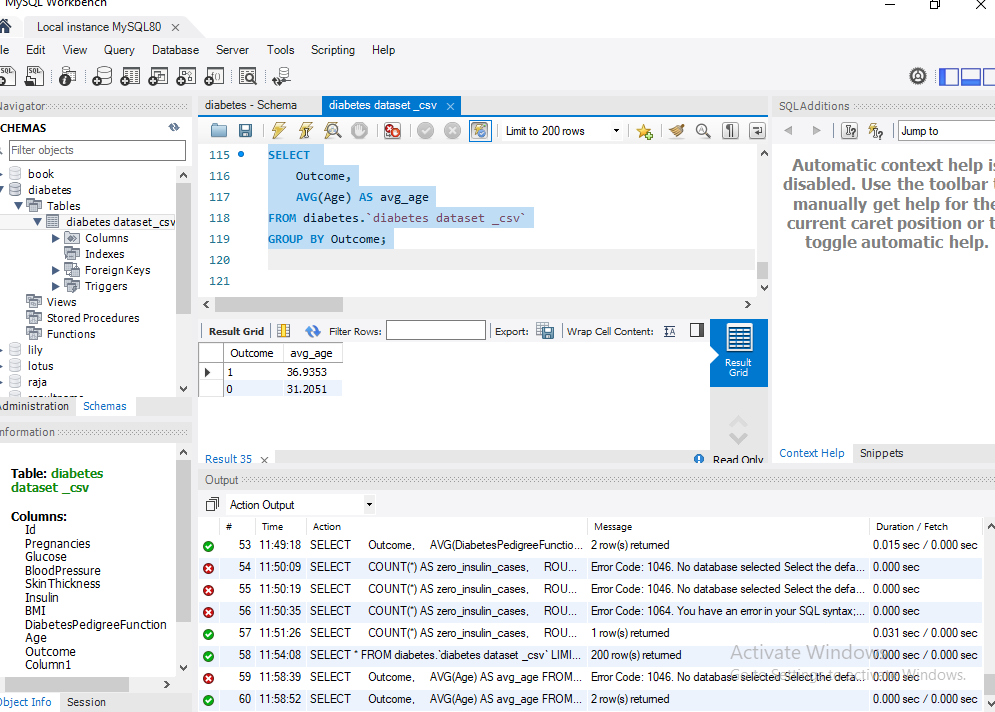 MySQL Workbench
Local instance MySQL80
Edit View Query Database Server Tools Scripting Help
Navigator
SCHEMAS
Filter objects
book
diabetes
Tables
diabetes dataset_csv
Columns
Indexes
Foreign Keys
Triggers
Views
Stored Procedures
Functions
lily
lotus
raja
Administration Schemas
Information
Table: diabetes
dataset _csv
Columns:
Id
Pregnancies
Glucose
BloodPressure
SkinThickness
Insulin
BMI
DiabetesPedigreeFunction
Age
Outcome
Column1
Object Info Session
diabetes - Schema diabetes dataset _csv
Limit to 200 rows
115 SELECT
116 Outcome,
117 AVG(Age) AS avg_age
118 FROM diabetes.`diabetes dataset _csv`
119 GROUP BY Outcome;
120
121
Result Grid Filter Rows: Export: Wrap Cell Content:
Outcome avg_age
1 36.9353
0 31.2051
Result
Grid
Result 35 Read Only
SQLAdditions
Jump to
Automatic context help is
disabled. Use the toolbar t
manually get help for the
current caret position or t
toggle automatic help.
Context Help Snippets
Output
Action Output
# Time Action Message Duration / Fetch
53 11:49:18 SELECT Outcome, AVG(DiabetesPedigreeFunctio... 2 row(s) returned 0.015 sec / 0.000 sec
54 11:50:09 SELECT COUNT(*) AS zero_insulin_cases, ROU... Error Code: 1046. No database selected Select the defa... 0.000 sec
55 11:50:19 SELECT COUNT(*) AS zero_insulin_cases, ROU... Error Code: 1046. No database selected Select the defa... 0.000 sec
56 11:50:35 SELECT COUNT(*) AS zero_insulin_cases, ROU... Error Code: 1064. You have an error in your SQL syntax;... 0.000 sec
57 11:51:26 SELECT COUNT(*) AS zero_insulin_cases, ROU... 1 row(s) returned 0.031 sec / 0.000 sec
58 11:54:08 SELECT * FROM diabetes.`diabetes dataset _csv` LIMI... 200 row(s) returned 0.000 sec / 0.000 sec
59 11:58:39 SELECT Outcome, AVG(Age) AS avg_age FROM... Error Code: 1046. No database selected Select the defa... 0.000 sec
60 11:58:52 SELECT Outcome, AVG(Age) AS avg_age FROM... 2 row(s) returned 0.000 sec / 0.000 sec
Activate Windows
Go to Settings to activate Windows.